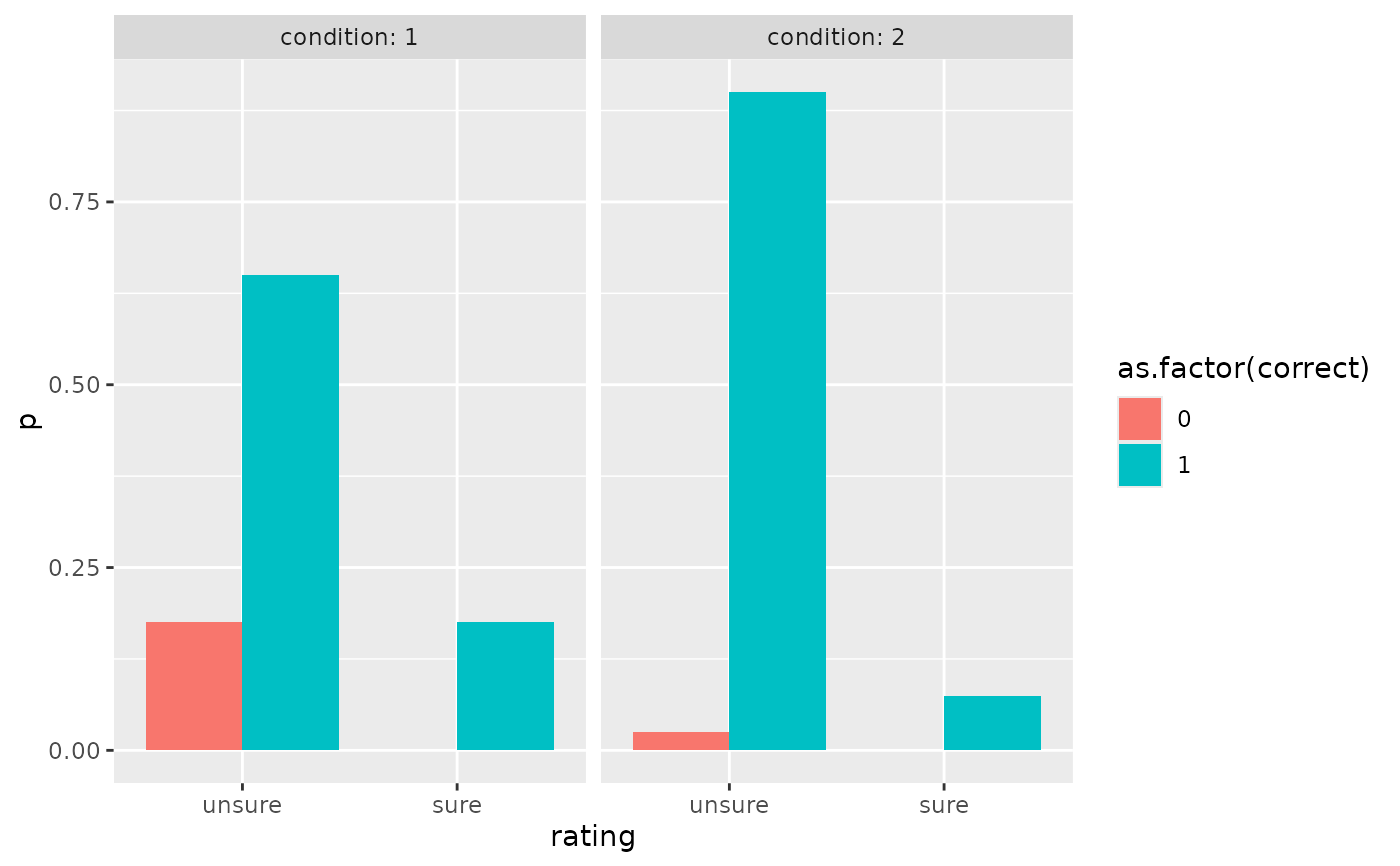 condition: 1
condition: 2
0.75
0.50
0.25
0.00
p
unsure
sure
unsure
sure
rating
as.factor(correct)
0
1